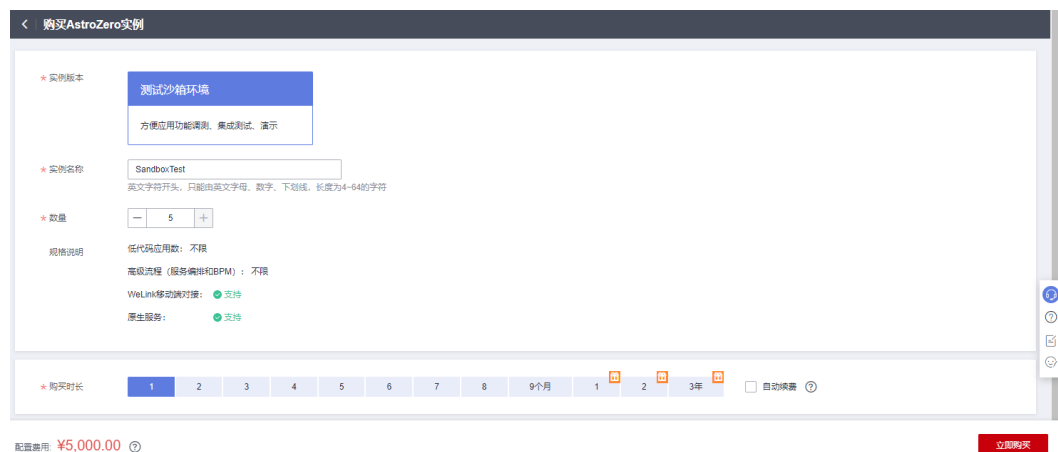 购买AstroZero实例
* 实例版本
测试沙箱环境
方便应用功能调测、集成测试、演示
* 实例名称
SandboxTest
英文字符开头，只能由英文字母、数字、下划线，长度为4~64的字符
* 数量
— 5 +
规格说明
低代码应用数： 不限
高级流程（服务编排和BPM）： 不限
WeLink移动端对接： 支持
原生服务： 支持
* 购买时长
1 2 3 4 5 6 7 8 9个月 1 2 3年
自动续费 ?
配置费用: ¥5,000.00 ?
立即购买